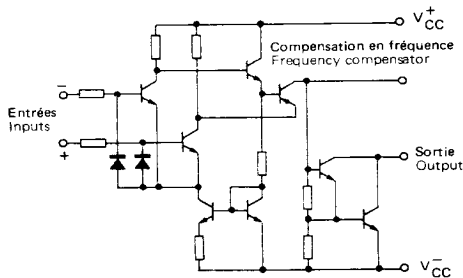 V+CC
Compensation en fréquence
Frequency compensator
−
Entrées
Inputs
+
Sortie
Output
V−CC